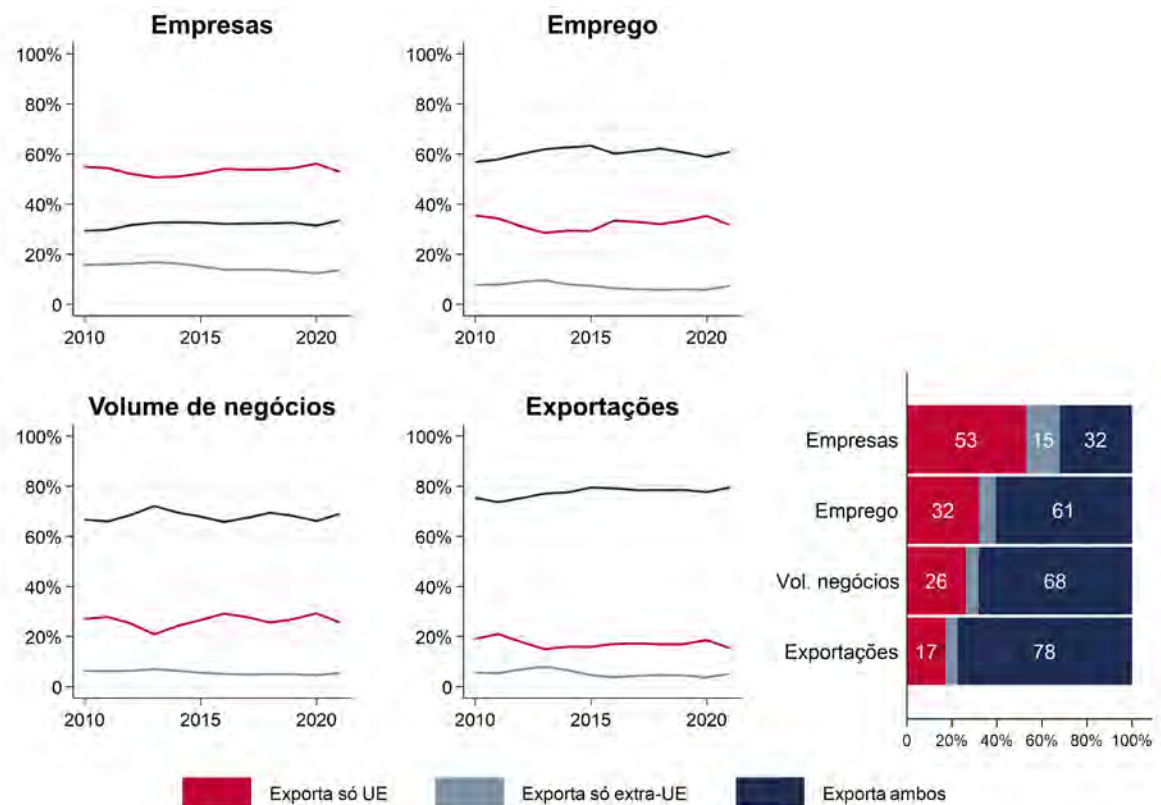 Empresas
100%
80%
60%
40%
20%
0
2010 2015 2020
Emprego
100%
80%
60%
40%
20%
0
2010 2015 2020
Volume de negócios
100%
80%
60%
40%
20%
0
2010 2015 2020
Exportações
100%
80%
60%
40%
20%
0
2010 2015 2020
Empresas 53 15 32
Emprego 32 61
Vol. negócios 26 68
Exportações 17 78
0 20% 40% 60% 80% 100%
Exporta só UE Exporta só extra-UE Exporta ambos